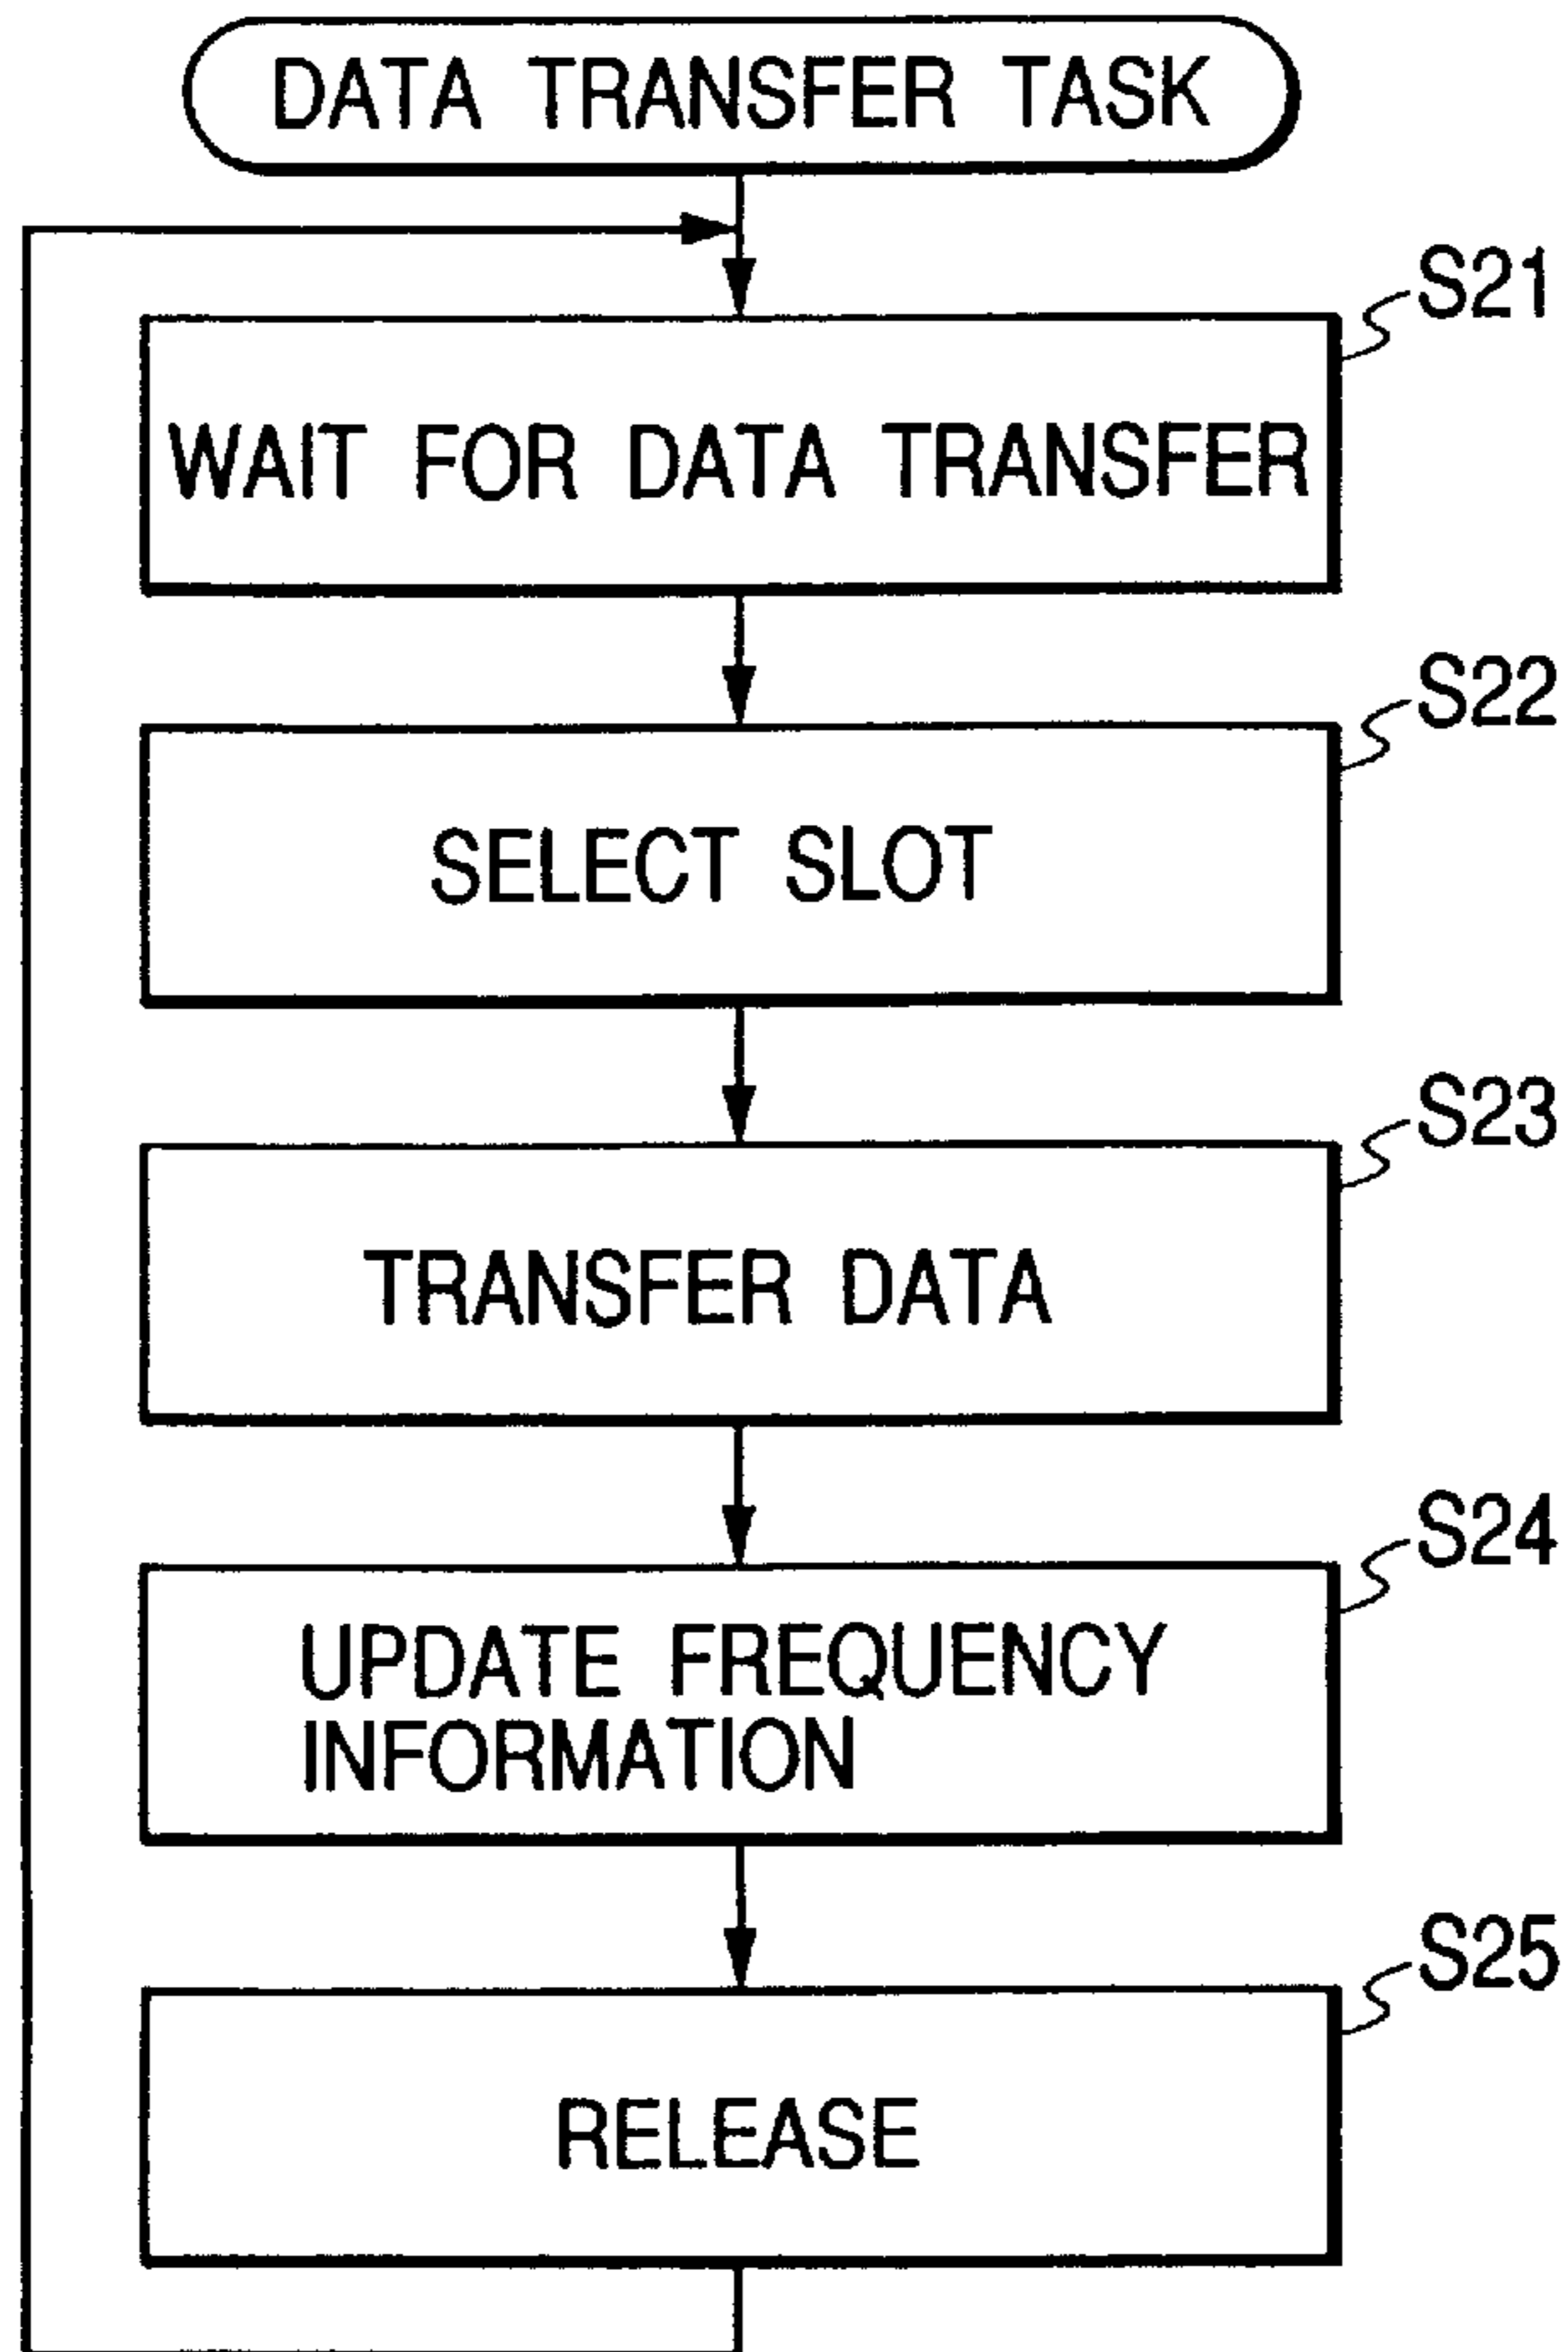 DATA TRANSFER TASK
S21
WAIT FOR DATA TRANSFER
S22
SELECT SLOT
S23
TRANSFER DATA
S24
UPDATE FREQUENCY
INFORMATION
S25
RELEASE